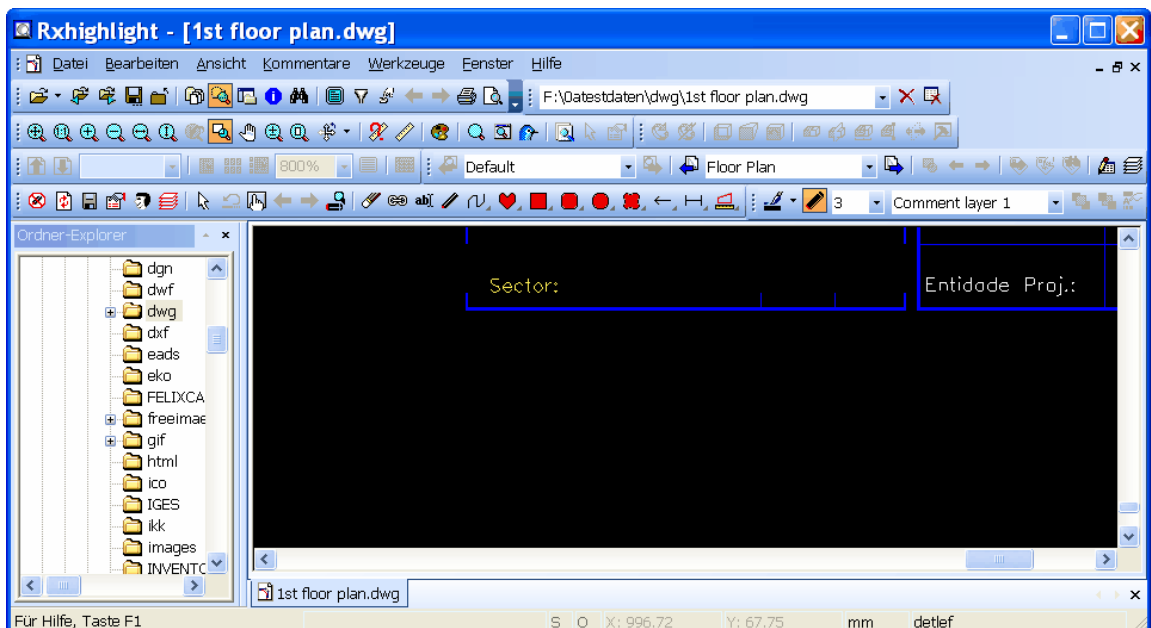 Rxhighlight - [1st floor plan.dwg]
Datei Bearbeiten Ansicht Kommentare Werkzeuge Fenster Hilfe
F:\0atestdaten\dwg\1st floor plan.dwg
800% Default Floor Plan
abI 3 Comment layer 1
Ordner-Explorer
dgn
dwf
dwg
dxf
eads
eko
FELIXCA
freeimae
gif
html
ico
IGES
ikk
images
INVENTC
Sector:
Entidade Proj.:
1st floor plan.dwg
Für Hilfe, Taste F1 S O X: 996.72 Y: 67.75 mm detlef